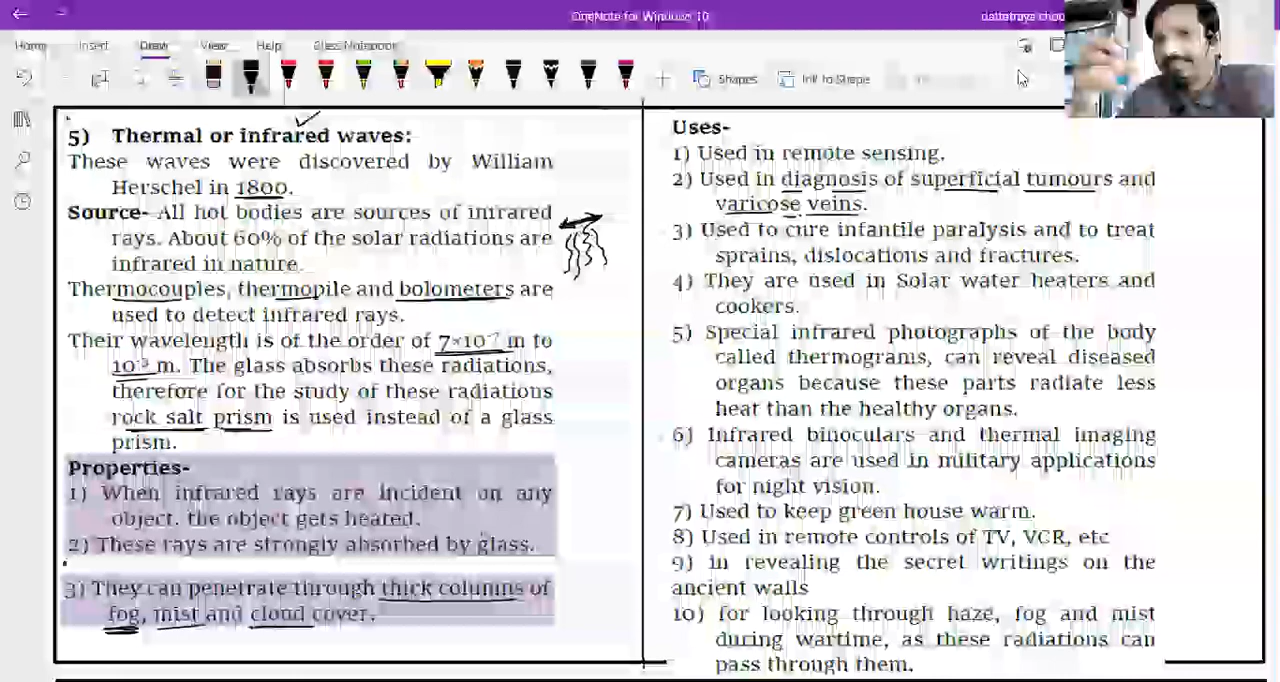 OneNote for Windows 10
dattatraya chou
Home Insert Draw View Help Class Notebook
Shapes Ink to Shape
5) Thermal or infrared waves:
These waves were discovered by William
Herschel in 1800.
Source- All hot bodies are sources of infrared
rays. About 60% of the solar radiations are
infrared in nature.
Thermocouples, thermopile and bolometers are
used to detect infrared rays.
Their wavelength is of the order of 7×10⁻⁷ m to
10⁻³ m. The glass absorbs these radiations,
therefore for the study of these radiations
rock salt prism is used instead of a glass
prism.
Properties-
1) When infrared rays are incident on any
object. the object gets heated.
2) These rays are strongly absorbed by glass.
3) They can penetrate through thick columns of
fog, mist and cloud cover.
Uses-
1) Used in remote sensing.
2) Used in diagnosis of superficial tumours and
varicose veins.
3) Used to cure infantile paralysis and to treat
sprains, dislocations and fractures.
4) They are used in Solar water heaters and
cookers.
5) Special infrared photographs of the body
called thermograms, can reveal diseased
organs because these parts radiate less
heat than the healthy organs.
6) Infrared binoculars and thermal imaging
cameras are used in military applications
for night vision.
7) Used to keep green house warm.
8) Used in remote controls of TV, VCR, etc
9) in revealing the secret writings on the
ancient walls
10) for looking through haze, fog and mist
during wartime, as these radiations can
pass through them.